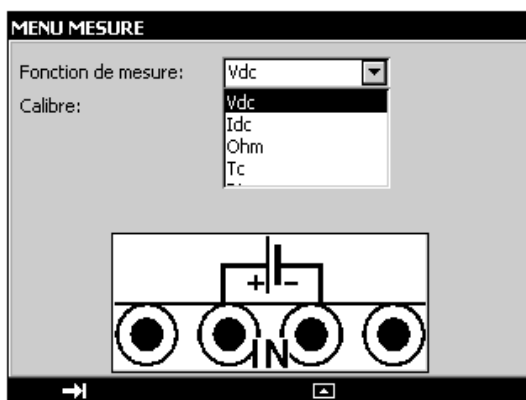 MENU MESURE
Fonction de mesure: Vdc
Calibre: Vdc
Idc
Ohm
Tc
+ -
IN